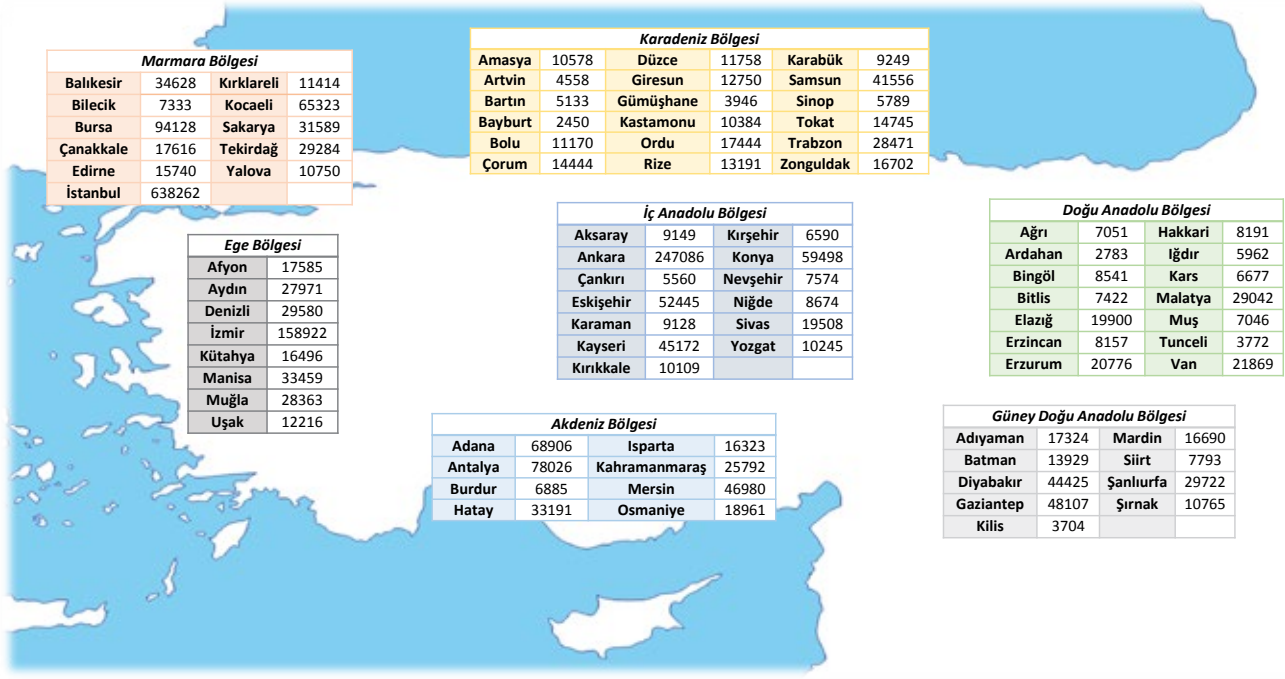 Marmara Bölgesi
Balıkesir 34628 Kırklareli 11414
Bilecik 7333 Kocaeli 65323
Bursa 94128 Sakarya 31589
Çanakkale 17616 Tekirdağ 29284
Edirne 15740 Yalova 10750
İstanbul 638262
Karadeniz Bölgesi
Amasya 10578 Düzce 11758 Karabük 9249
Artvin 4558 Giresun 12750 Samsun 41556
Bartın 5133 Gümüşhane 3946 Sinop 5789
Bayburt 2450 Kastamonu 10384 Tokat 14745
Bolu 11170 Ordu 17444 Trabzon 28471
Çorum 14444 Rize 13191 Zonguldak 16702
Ege Bölgesi
Afyon 17585
Aydın 27971
Denizli 29580
İzmir 158922
Kütahya 16496
Manisa 33459
Muğla 28363
Uşak 12216
İç Anadolu Bölgesi
Aksaray 9149 Kırşehir 6590
Ankara 247086 Konya 59498
Çankırı 5560 Nevşehir 7574
Eskişehir 52445 Niğde 8674
Karaman 9128 Sivas 19508
Kayseri 45172 Yozgat 10245
Kırıkkale 10109
Doğu Anadolu Bölgesi
Ağrı 7051 Hakkari 8191
Ardahan 2783 Iğdır 5962
Bingöl 8541 Kars 6677
Bitlis 7422 Malatya 29042
Elazığ 19900 Muş 7046
Erzincan 8157 Tunceli 3772
Erzurum 20776 Van 21869
Akdeniz Bölgesi
Adana 68906 Isparta 16323
Antalya 78026 Kahramanmaraş 25792
Burdur 6885 Mersin 46980
Hatay 33191 Osmaniye 18961
Güney Doğu Anadolu Bölgesi
Adıyaman 17324 Mardin 16690
Batman 13929 Siirt 7793
Diyabakır 44425 Şanlıurfa 29722
Gaziantep 48107 Şırnak 10765
Kilis 3704